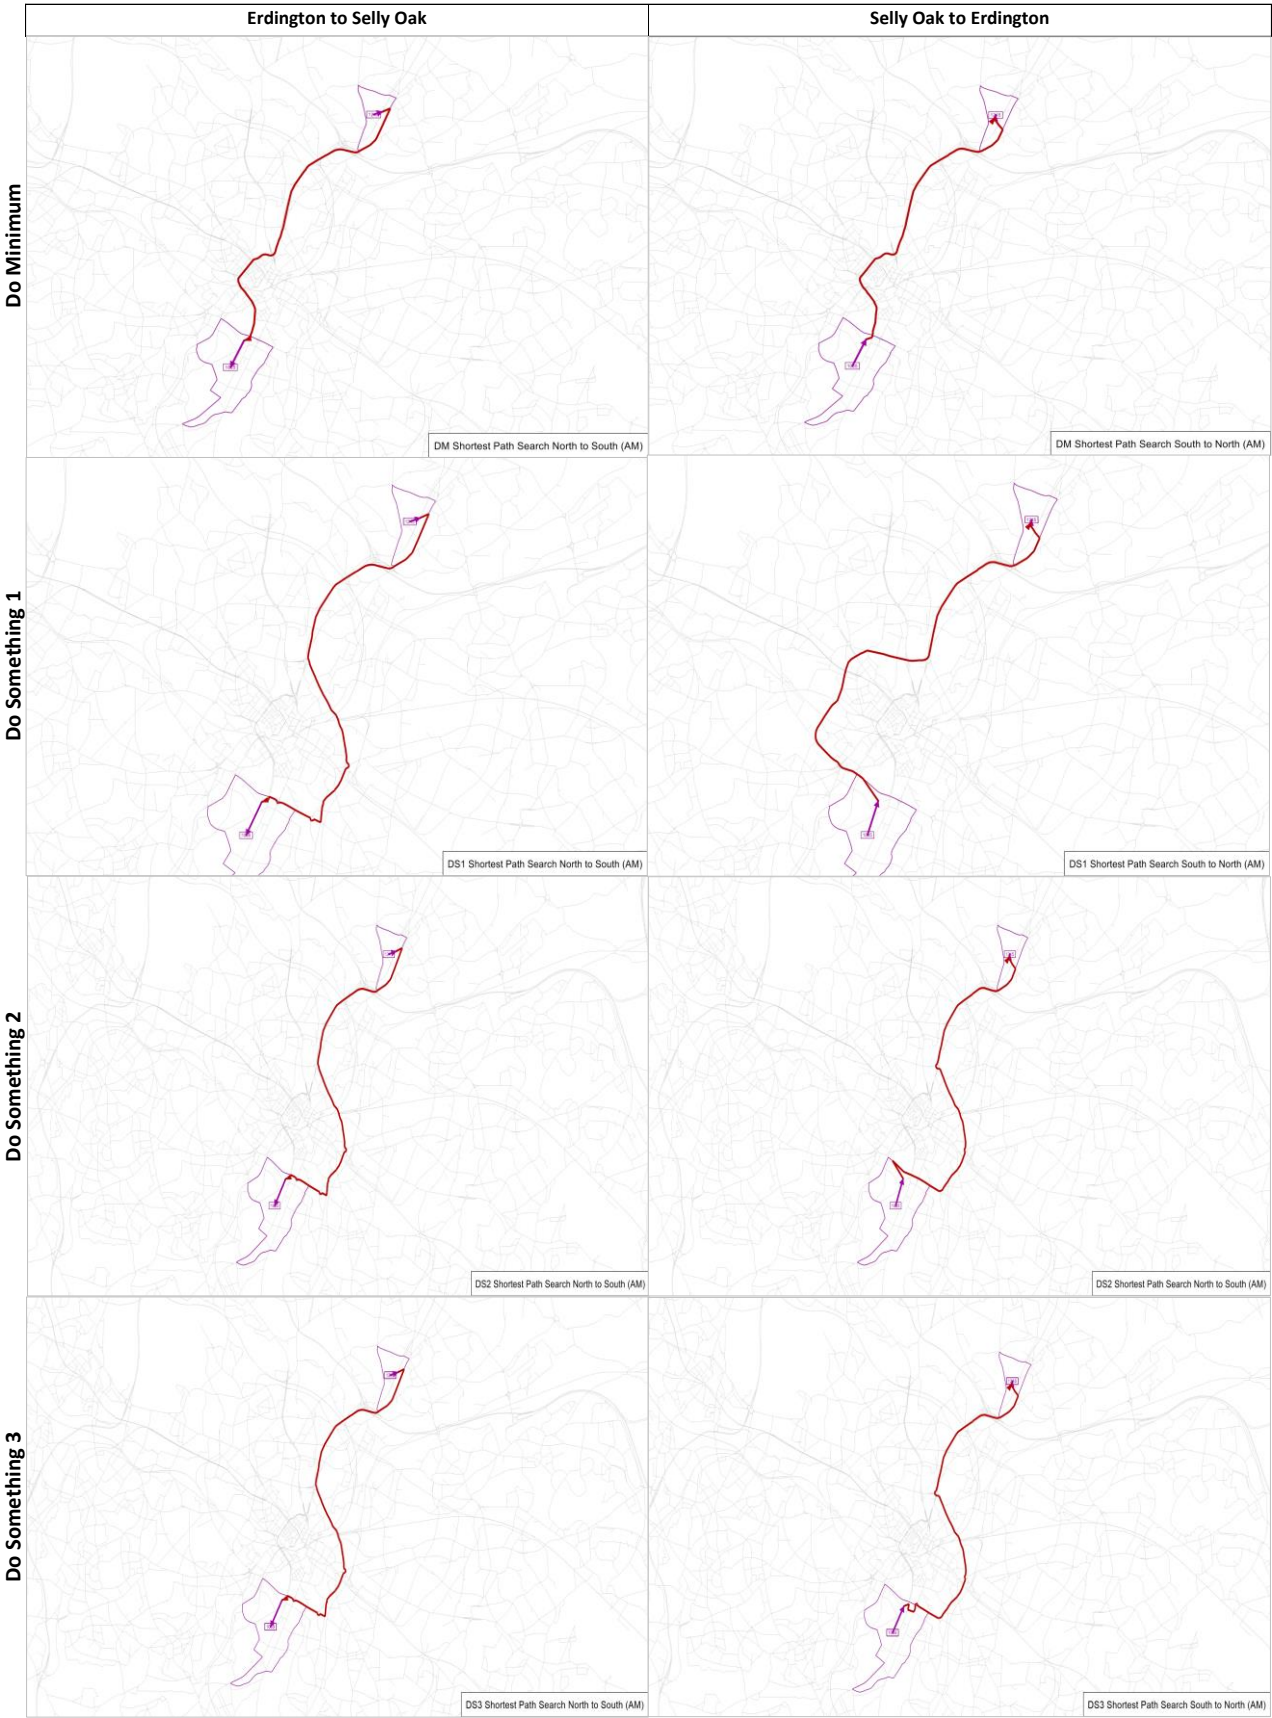 Erdington to Selly Oak
Selly Oak to Erdington
Do Minimum
DM Shortest Path Search North to South (AM)
DM Shortest Path Search South to North (AM)
Do Something 1
DS1 Shortest Path Search North to South (AM)
DS1 Shortest Path Search South to North (AM)
Do Something 2
DS2 Shortest Path Search North to South (AM)
DS2 Shortest Path Search South to North (AM)
Do Something 3
DS3 Shortest Path Search North to South (AM)
DS3 Shortest Path Search South to North (AM)